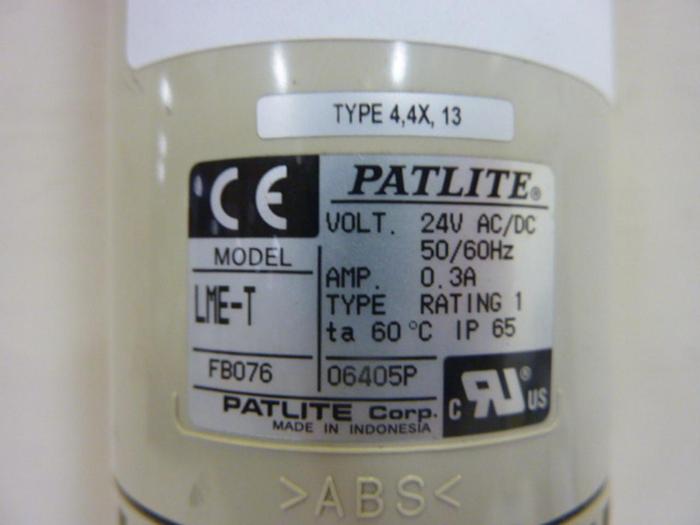 TYPE 4,4X, 13
CE
PATLITE®
VOLT. 24V AC/DC
50/60Hz
MODEL
AMP. 0.3A
LME-T
TYPE RATING 1
ta 60°C IP 65
FB076
06405P
PATLITE Corp.
MADE IN INDONESIA
C RU® US
>ABS<